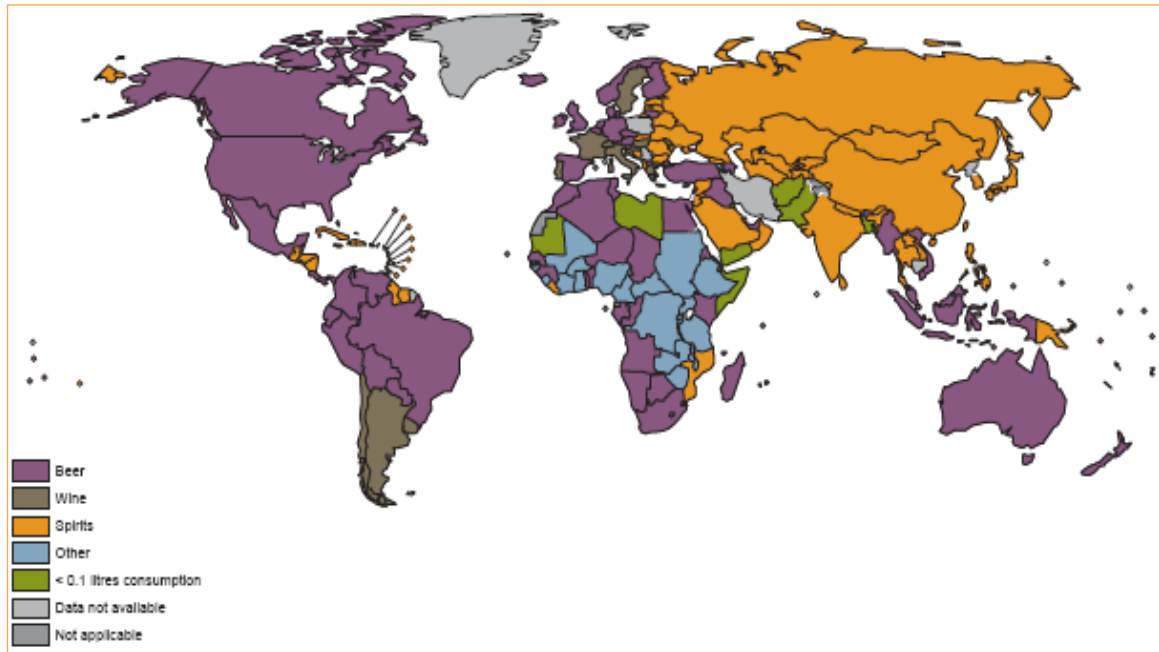 Beer
Wine
Spirits
Other
< 0.1 litres consumption
Data not available
Not applicable